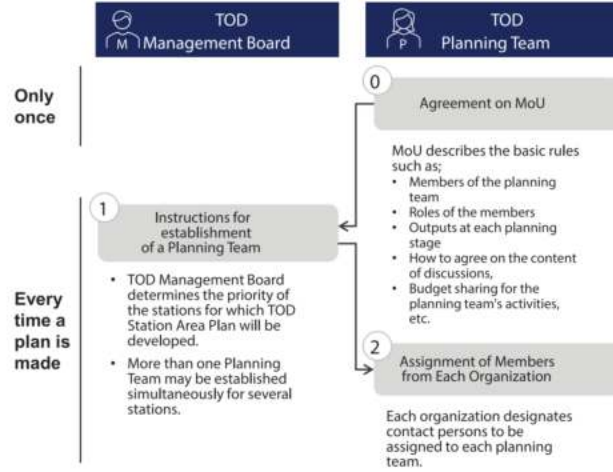 M
TOD
Management Board
P
TOD
Planning Team
Only
once
0
Agreement on MoU
MoU describes the basic rules
such as;
• Members of the planning
team
• Roles of the members
• Outputs at each planning
stage
• How to agree on the content
of discussions,
• Budget sharing for the
planning team's activities,
etc.
Every
time a
plan is
made
1
Instructions for
establishment
of a Planning Team
• TOD Management Board
determines the priority of
the stations for which TOD
Station Area Plan will be
developed.
• More than one Planning
Team may be established
simultaneously for several
stations.
2
Assignment of Members
from Each Organization
Each organization designates
contact persons to be
assigned to each planning
team.